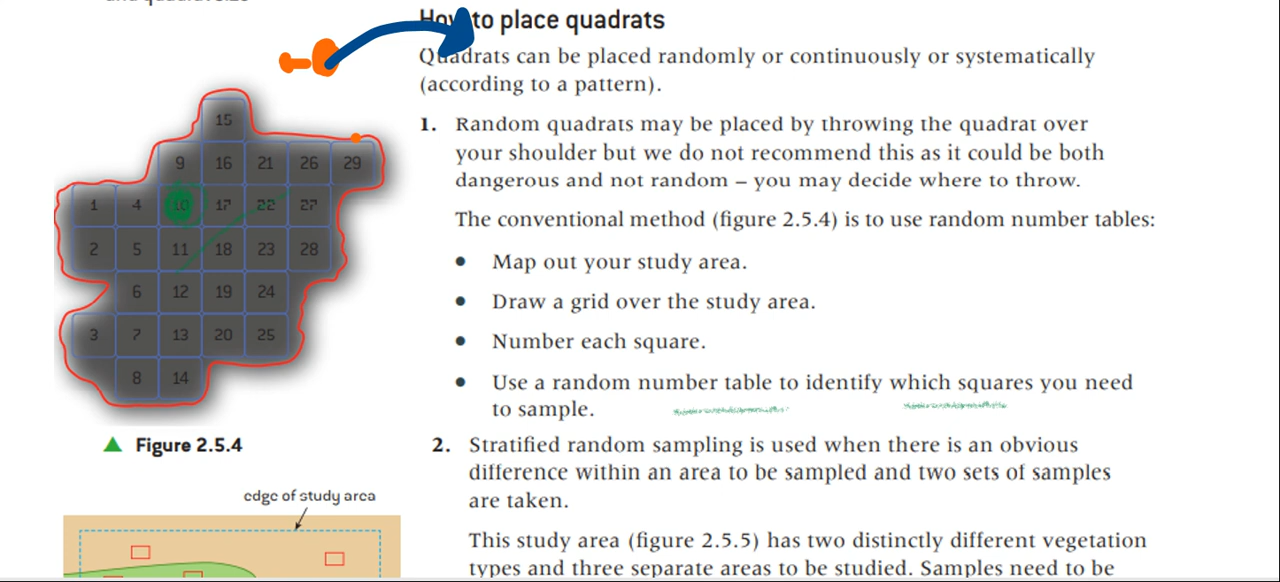 and quadrats.is
How to place quadrats
Quadrats can be placed randomly or continuously or systematically
(according to a pattern).
1. Random quadrats may be placed by throwing the quadrat over
your shoulder but we do not recommend this as it could be both
dangerous and not random – you may decide where to throw.
The conventional method (figure 2.5.4) is to use random number tables:
• Map out your study area.
• Draw a grid over the study area.
• Number each square.
• Use a random number table to identify which squares you need
to sample.
2. Stratified random sampling is used when there is an obvious
difference within an area to be sampled and two sets of samples
are taken.
This study area (figure 2.5.5) has two distinctly different vegetation
types and three separate areas to be studied. Samples need to be
15
9 16 21 26 29
1 4 10 17 22 27
2 5 11 18 23 28
6 12 19 24
3 7 13 20 25
8 14
▲ Figure 2.5.4
edge of study area